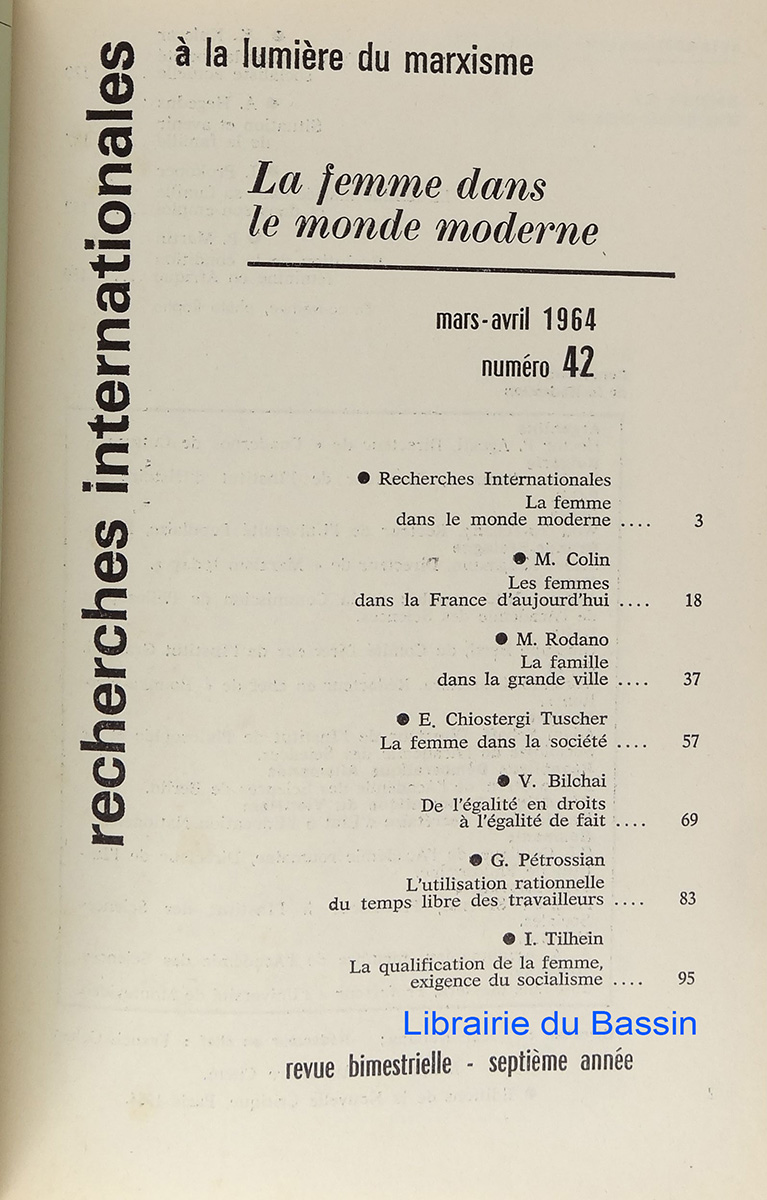 recherches internationales
à la lumière du marxisme
La femme dans
le monde moderne
mars-avril 1964
numéro 42
● Recherches Internationales
La femme
dans le monde moderne .... 3
● M. Colin
Les femmes
dans la France d'aujourd'hui .... 18
● M. Rodano
La famille
dans la grande ville .... 37
● E. Chiostergi Tuscher
La femme dans la société .... 57
● V. Bilchai
De l'égalité en droits
à l'égalité de fait .... 69
● G. Pétrossian
L'utilisation rationnelle
du temps libre des travailleurs .... 83
● I. Tilhein
La qualification de la femme,
exigence du socialisme .... 95
Librairie du Bassin
revue bimestrielle - septième année